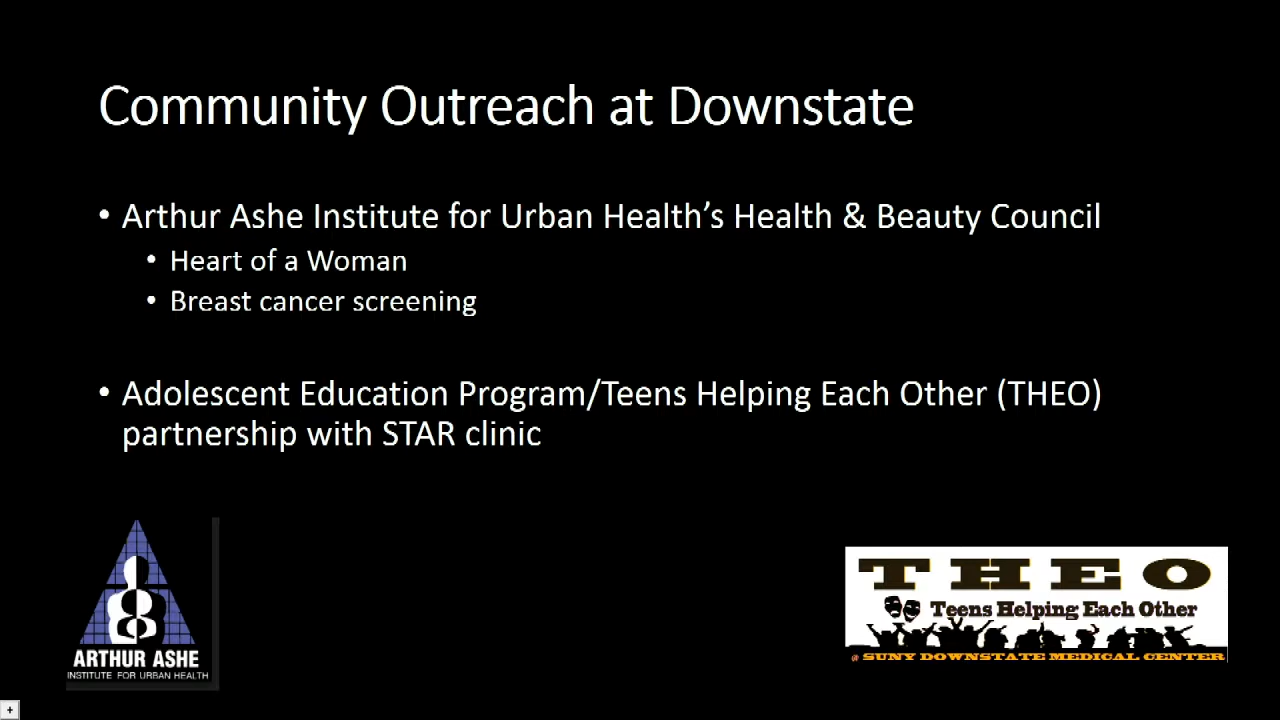 Community Outreach at Downstate
• Arthur Ashe Institute for Urban Health’s Health & Beauty Council
• Heart of a Woman
• Breast cancer screening
• Adolescent Education Program/Teens Helping Each Other (THEO)
partnership with STAR clinic
ARTHUR ASHE
INSTITUTE FOR URBAN HEALTH
THEO
Teens Helping Each Other
@ SUNY DOWNSTATE MEDICAL CENTER
+